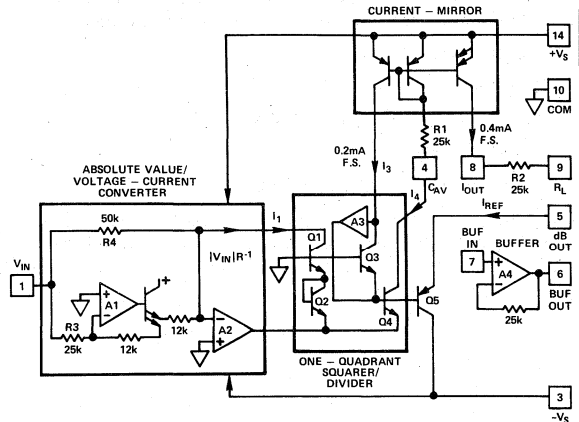 CURRENT – MIRROR
14
+VS
10
COM
R1
25k
0.2mA
F.S.
0.4mA
F.S.
ABSOLUTE VALUE/
VOLTAGE – CURRENT
CONVERTER
I3
4
CAV
8
IOUT
R2
25k
9
RL
50k
R4
I1
I4
IREF
5
dB
OUT
|VIN|R-1
Q1
A3
Q3
BUF
IN
BUFFER
7
A4
6
BUF
OUT
VIN
1
+
A1
R3
25k
12k
12k
A2
Q2
Q4
Q5
25k
ONE – QUADRANT
SQUARER/
DIVIDER
3
–VS